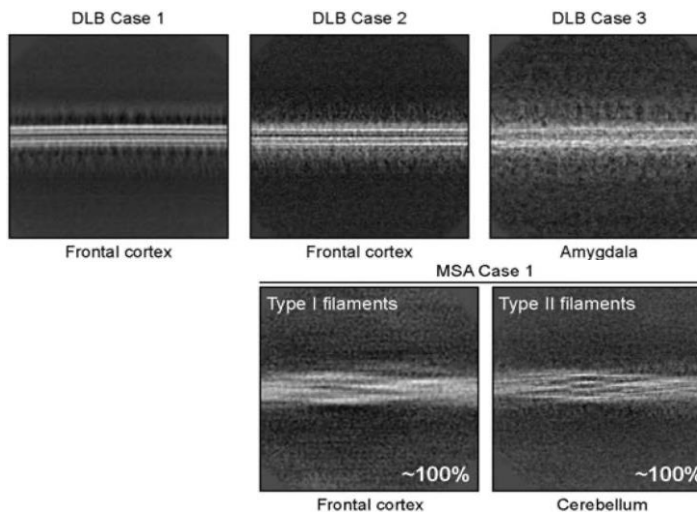 DLB Case 1
DLB Case 2
DLB Case 3
Frontal cortex
Frontal cortex
Amygdala
MSA Case 1
Type I filaments
Type II filaments
~100%
~100%
Frontal cortex
Cerebellum